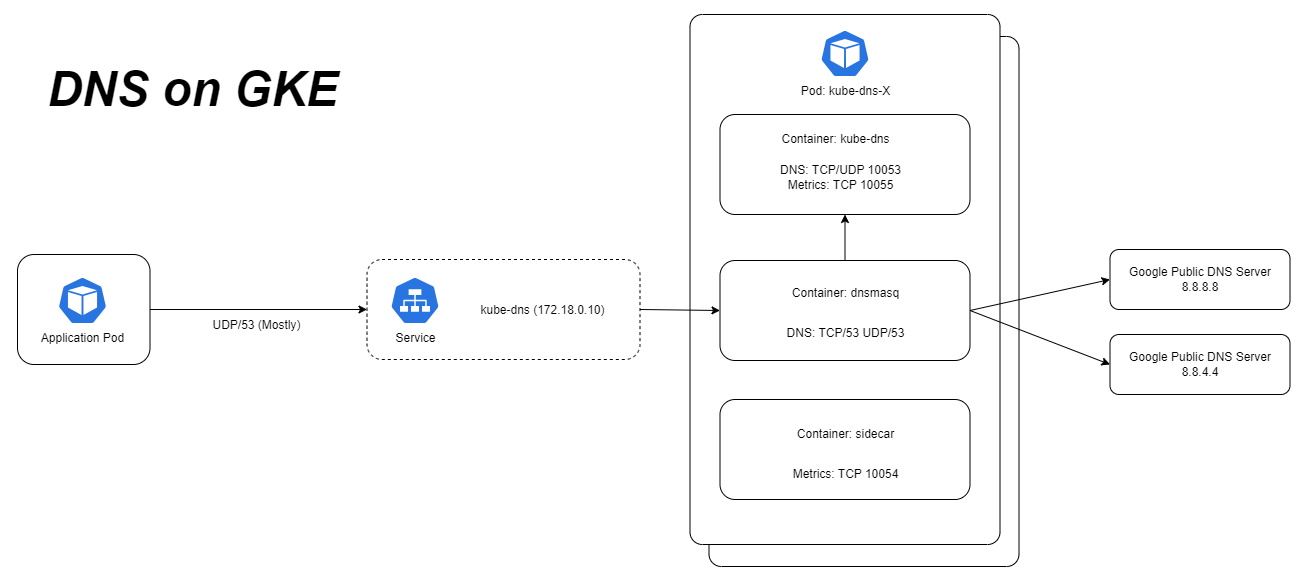 DNS on GKE
Pod: kube-dns-X
Container: kube-dns
DNS: TCP/UDP 10053
Metrics: TCP 10055
Application Pod
UDP/53 (Mostly)
Service
kube-dns (172.18.0.10)
Container: dnsmasq
DNS: TCP/53 UDP/53
Google Public DNS Server
8.8.8.8
Google Public DNS Server
8.8.4.4
Container: sidecar
Metrics: TCP 10054